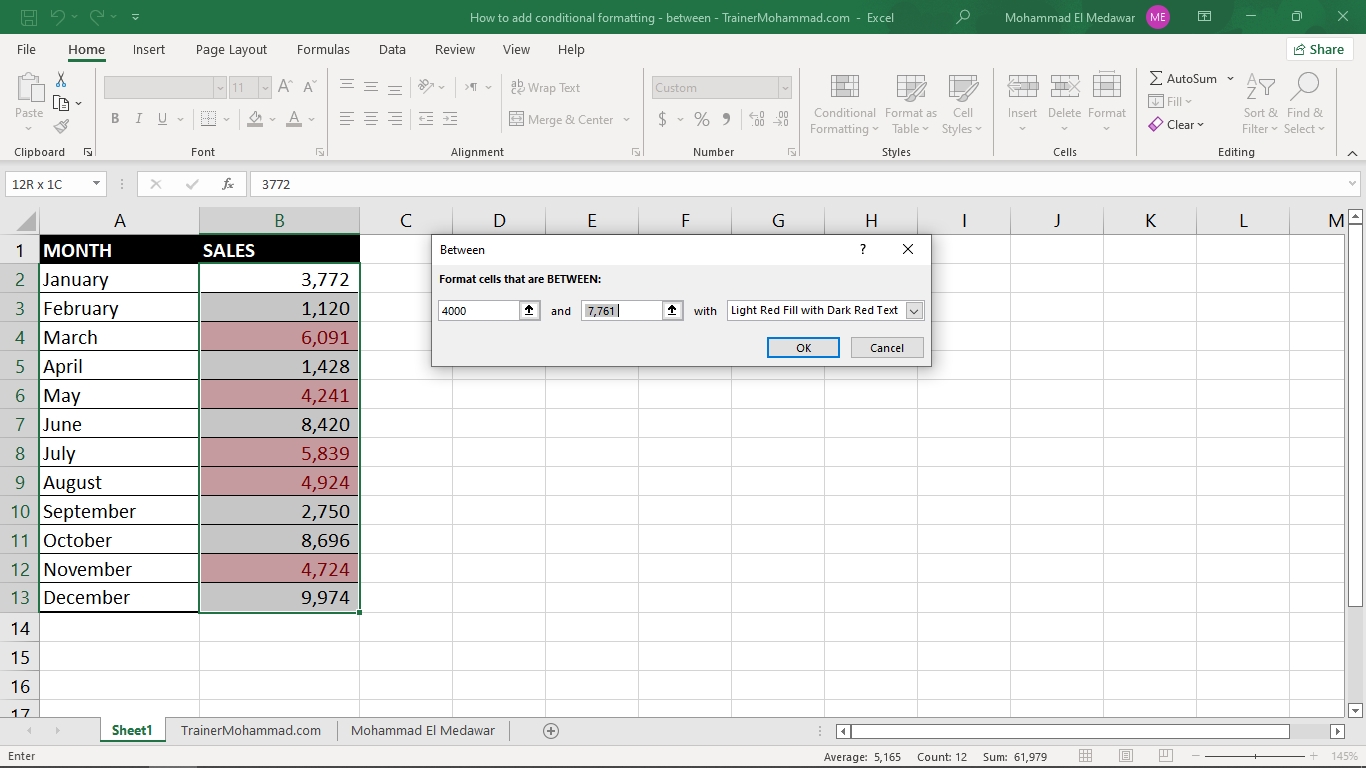 How to add conditional formatting - between - TrainerMohammad.com - Excel
Mohammad El Medawar ME
File Home Insert Page Layout Formulas Data Review View Help Share
11 Wrap Text Custom AutoSum
Paste Conditional Format as Cell Insert Delete Format Fill Sort & Find &
B I U Merge & Center $ % Formatting Table Styles Clear Filter Select
Clipboard Font Alignment Number Styles Cells Editing
12R x 1C fx 3772
A B C D E F G H I J K L M
1 MONTH SALES
2 January 3,772
3 February 1,120
4 March 6,091
5 April 1,428
6 May 4,241
7 June 8,420
8 July 5,839
9 August 4,924
10 September 2,750
11 October 8,696
12 November 4,724
13 December 9,974
14
15
16
17
Between ?
Format cells that are BETWEEN:
4000 and 7,761 with Light Red Fill with Dark Red Text
OK Cancel
Sheet1 TrainerMohammad.com Mohammad El Medawar
Enter Average: 5,165 Count: 12 Sum: 61,979 145%